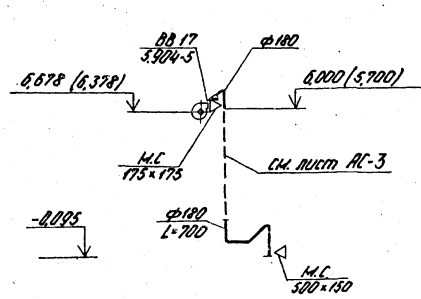 ВВ 17
5.904-5
ф180
6,678 (6,378)
6,000 (5,700)
М.С
175×175
см. лист АС-3
-0,095
ф180
L=700
М.С.
500×150